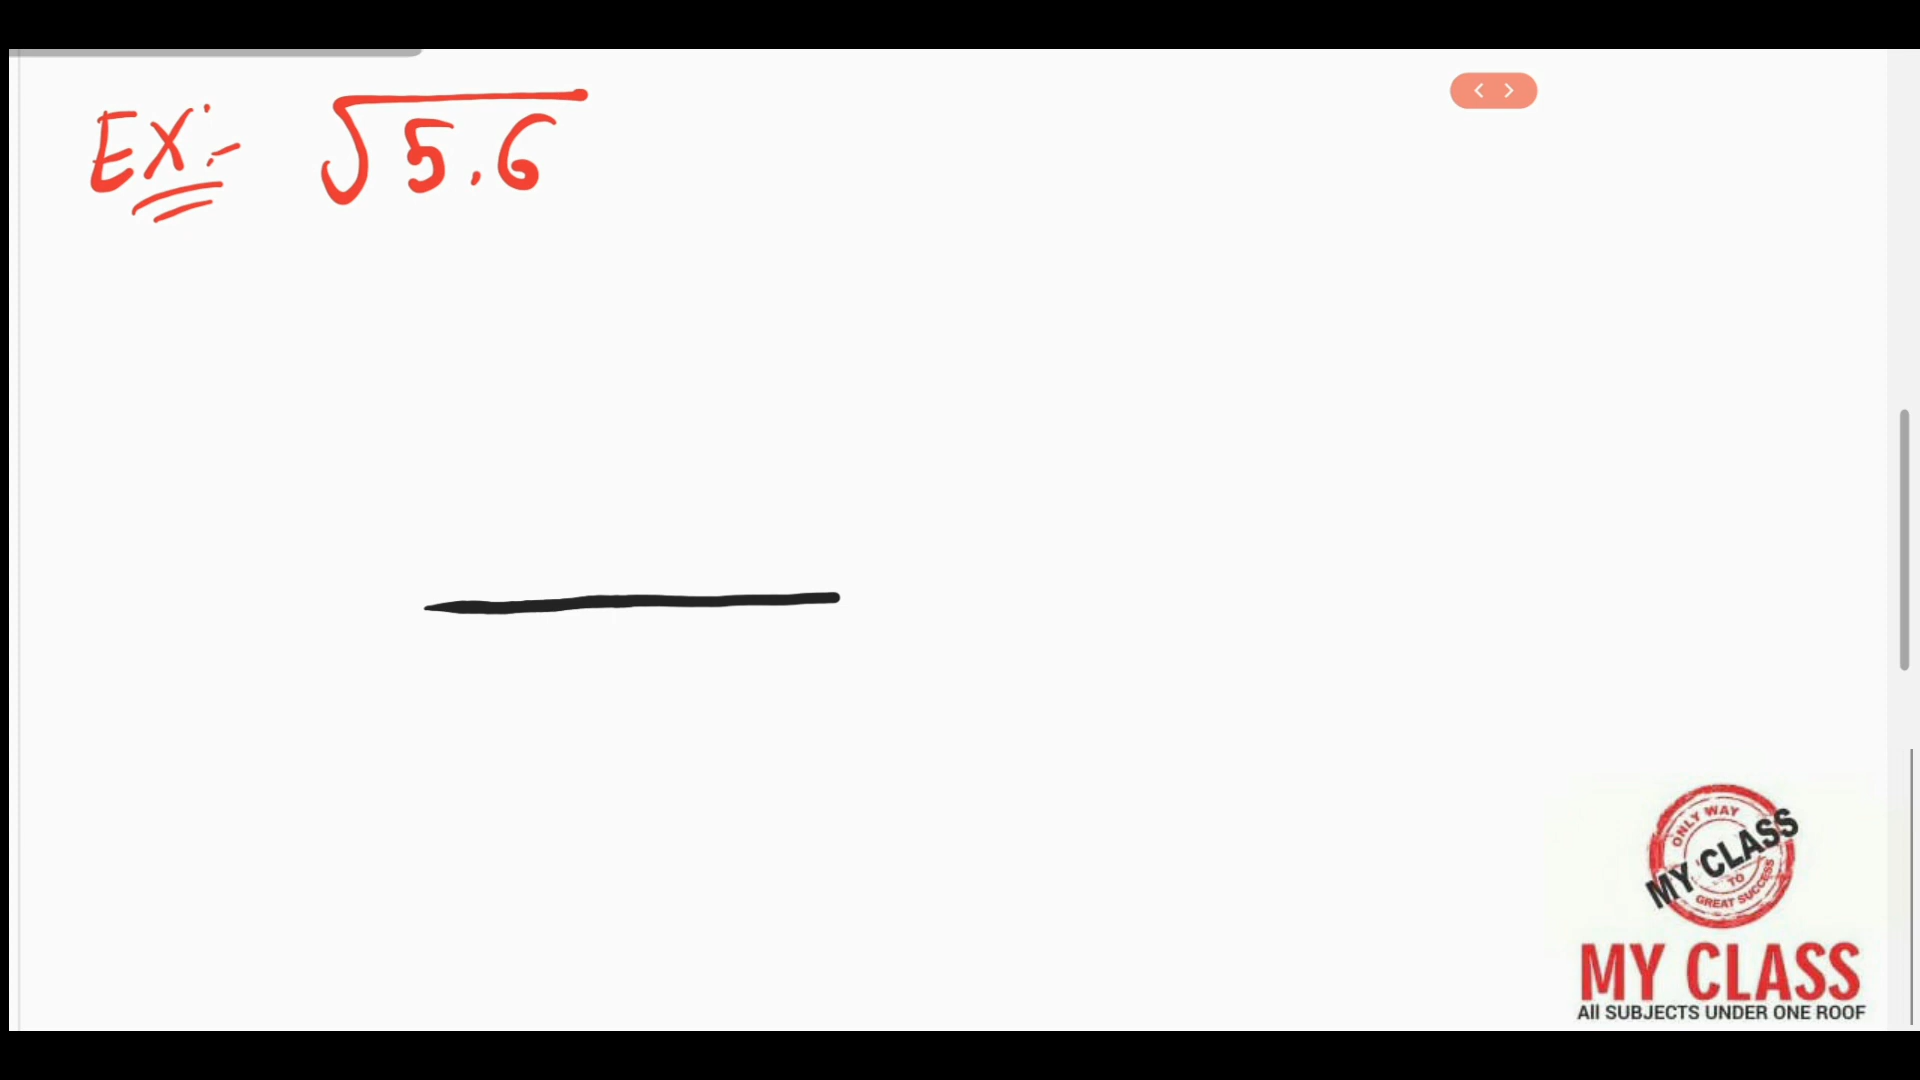 EX:- √5.6
ONLY WAY
MY CLASS
TO
GREAT SUCCESS
MY CLASS
All SUBJECTS UNDER ONE ROOF